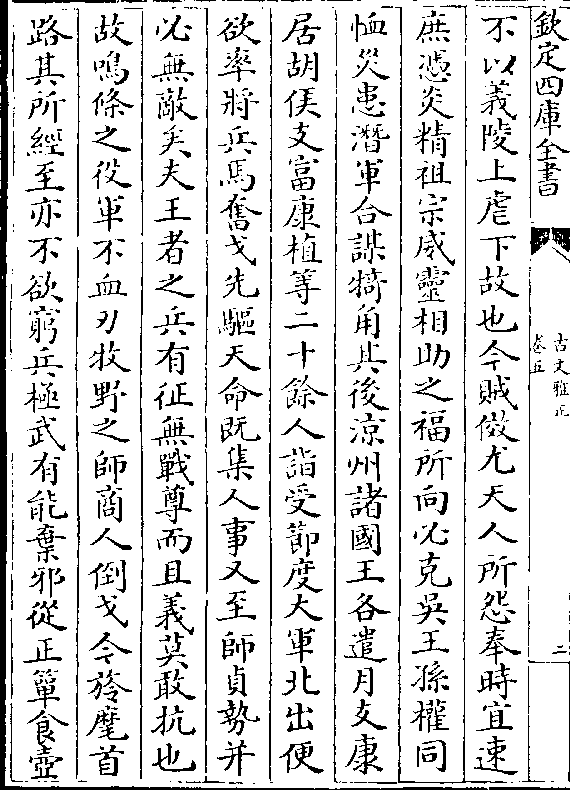 欽定四庫全書
古文雅正
卷五
二
不以義陵上虐下故也今賊傚尤天人所怨奉時宜速
庶憑炎精祖宗威靈相助之福所向必克吳王孫權同
恤災患潛軍合謀犄角其後涼州諸國王各遣月支康
居胡侯支富康植等二十餘人詣受節度大軍北出便
欲率將兵馬奮戈先驅天命既集人事又至師貞勢并
必無敵矣夫王者之兵有征無戰尊而且義莫敢抗也
故鳴條之役軍不血刃牧野之師商人倒戈今旍麾首
路其所經至亦不欲窮兵極武有能棄邪從正簞食壺